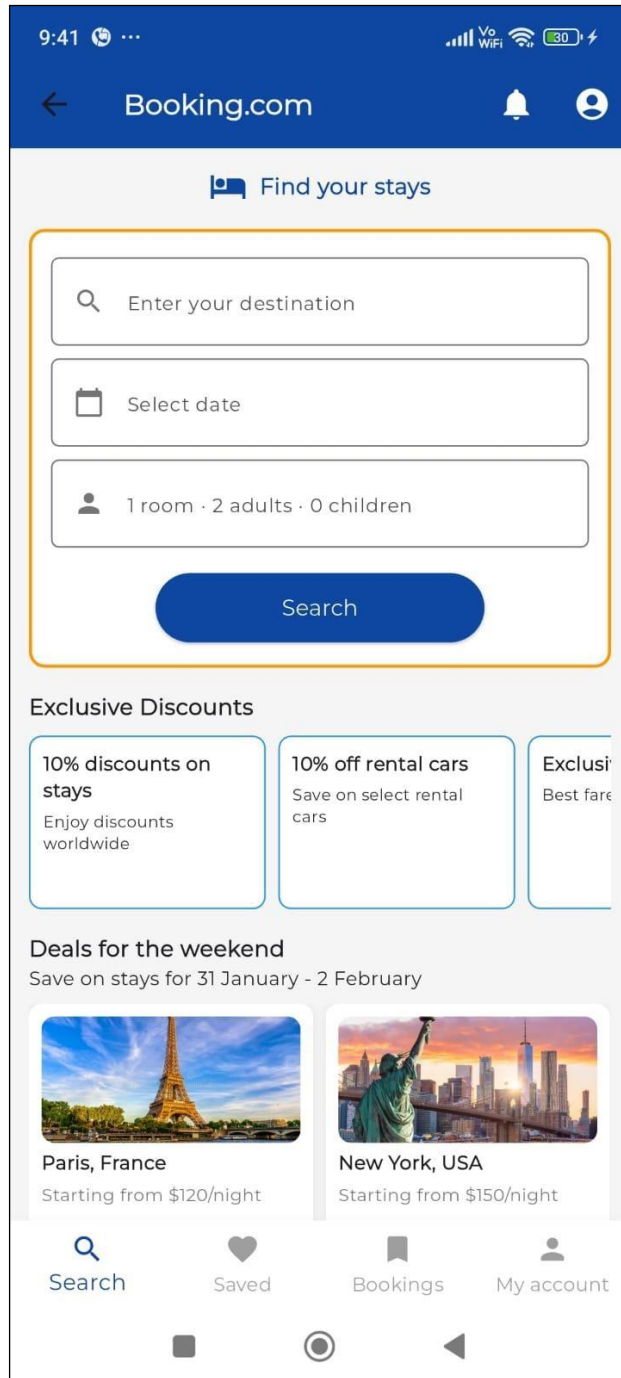 9:41 ... Vo WiFi 30
Booking.com
Find your stays
Enter your destination
Select date
1 room · 2 adults · 0 children
Search
Exclusive Discounts
10% discounts on
stays
Enjoy discounts
worldwide
10% off rental cars
Save on select rental
cars
Exclusi
Best fare
Deals for the weekend
Save on stays for 31 January - 2 February
Paris, France
Starting from $120/night
New York, USA
Starting from $150/night
Search Saved Bookings My account